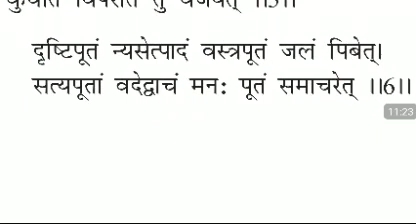 दृष्टिपूतं न्यसेत्पादं वस्त्रपूतं जलं पिबेत्।
सत्यपूतां वदेद्वाचं मन: पूतं समाचरेत् ।।6।।
11:23